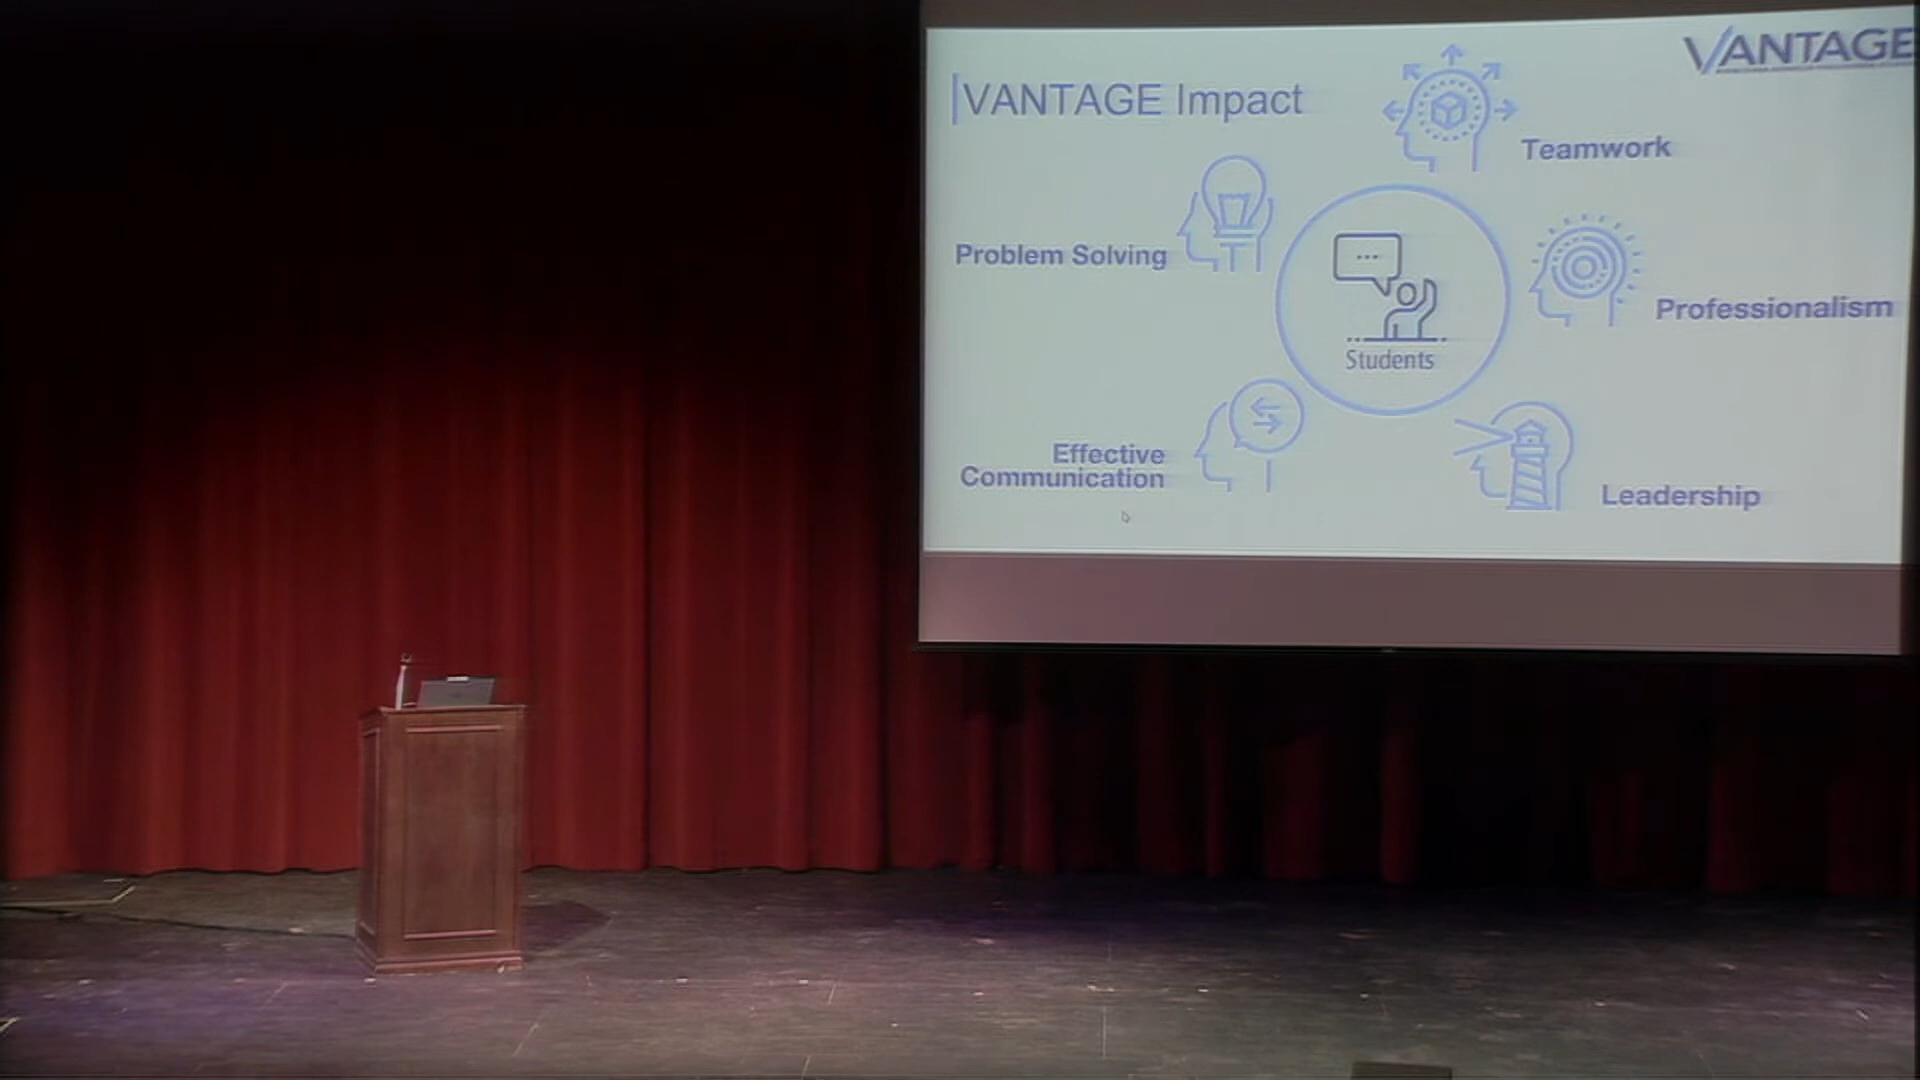 VANTAGE
VANTAGE Impact
Teamwork
Problem Solving
Professionalism
Students
Effective
Communication
Leadership